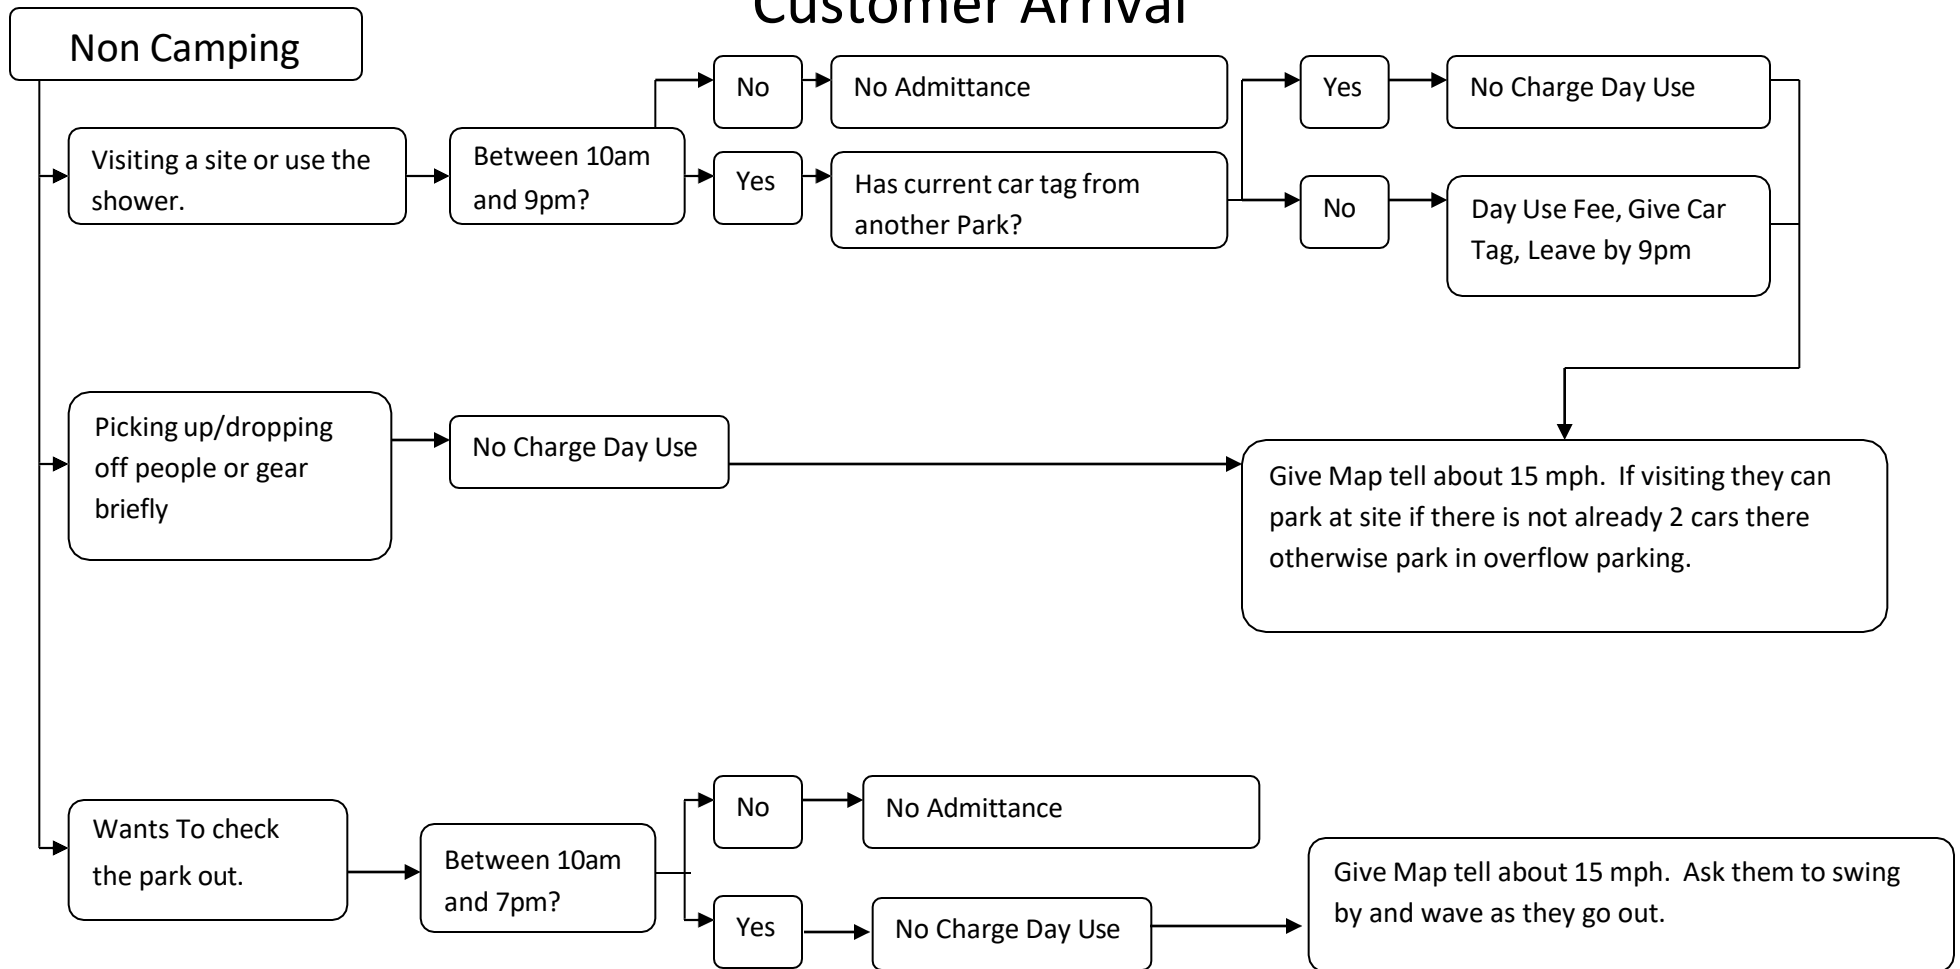 Customer Arrival
Non Camping
No
No Admittance
Yes
No Charge Day Use
Visiting a site or use the
shower.
Between 10am
and 9pm?
Yes
Has current car tag from
another Park?
No
Day Use Fee, Give Car
Tag, Leave by 9pm
Picking up/dropping
off people or gear
briefly
No Charge Day Use
Give Map tell about 15 mph.  If visiting they can
park at site if there is not already 2 cars there
otherwise park in overflow parking.
Wants To check
the park out.
Between 10am
and 7pm?
No
No Admittance
Yes
No Charge Day Use
Give Map tell about 15 mph.  Ask them to swing
by and wave as they go out.